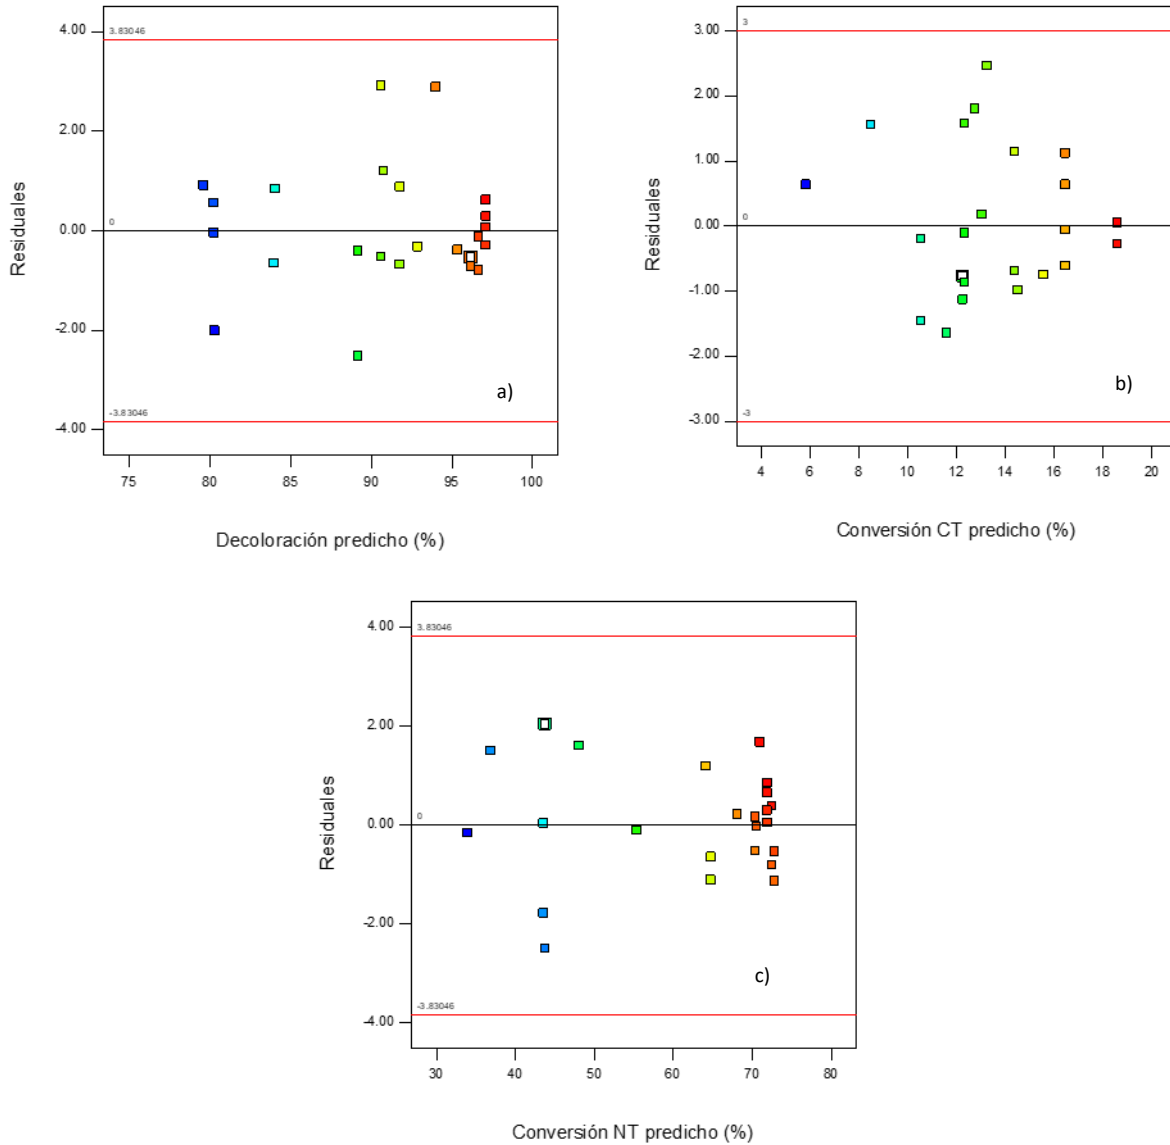 4.00
3.83046
2.00
0
0.00
-2.00
-3.83046
-4.00
Residuales
a)
75 80 85 90 95 100
Decoloración predicho (%)
3.00
3
2.00
1.00
0
0.00
-1.00
-2.00
-3
-3.00
Residuales
b)
4 6 8 10 12 14 16 18 20
Conversión CT predicho (%)
4.00
3.83046
2.00
0
0.00
-2.00
-3.83046
-4.00
Residuales
c)
30 40 50 60 70 80
Conversión NT predicho (%)